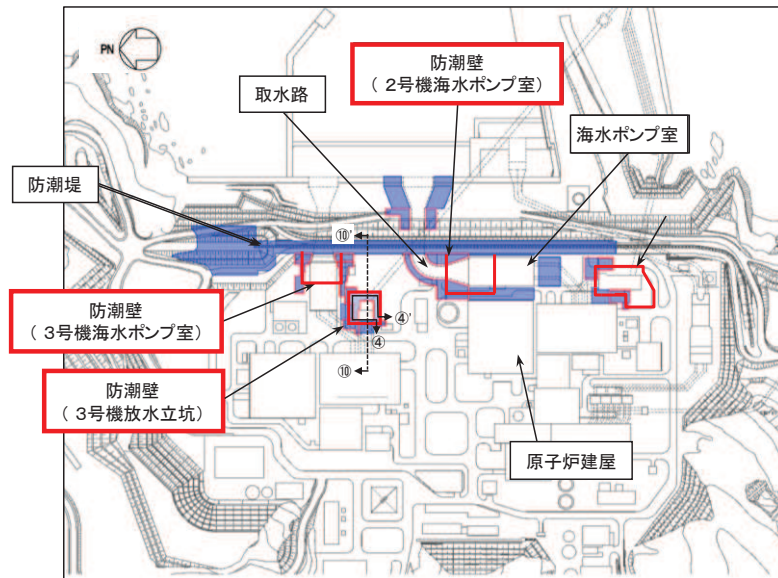 PN
防潮壁
（ 2号機海水ポンプ室）
取水路
海水ポンプ室
防潮堤
⑩'
防潮壁
（ 3号機海水ポンプ室）
④'
④
⑩
防潮壁
（ 3号機放水立坑）
原子炉建屋